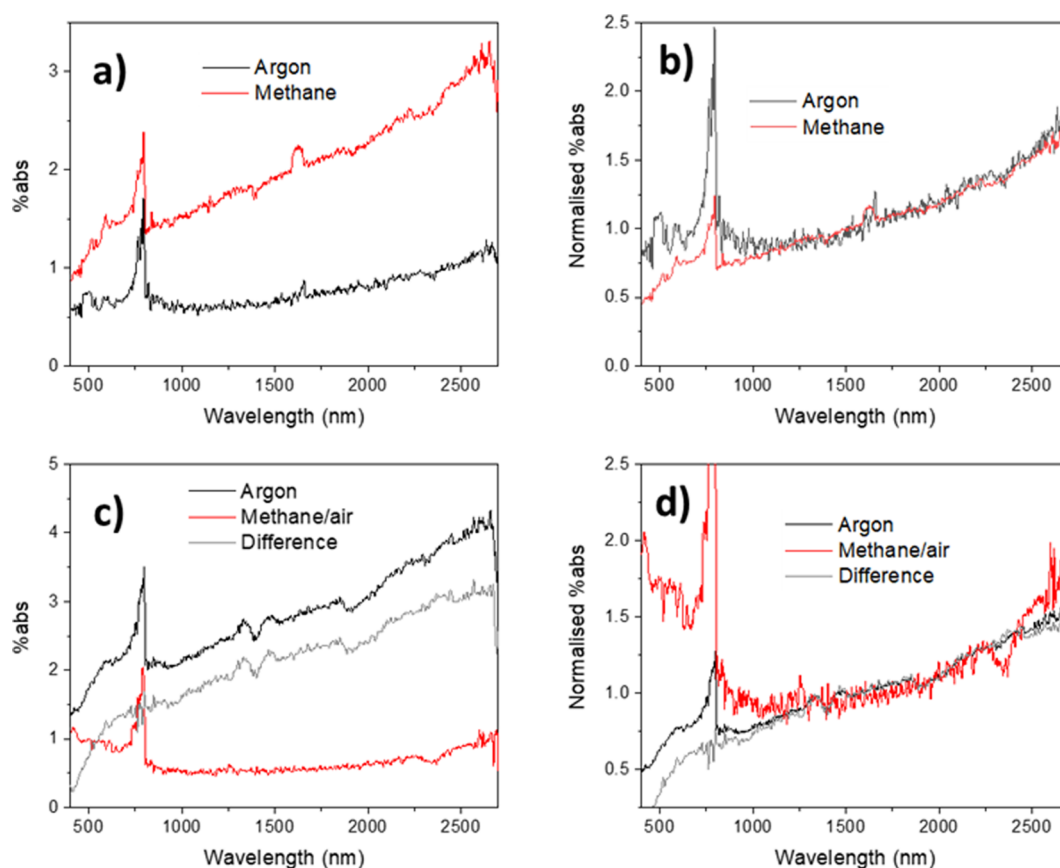 a)
Argon
Methane
%abs
3
2
1
0
500 1000 1500 2000 2500
Wavelength (nm)
b)
Argon
Methane
Normalised %abs
2.5
2.0
1.5
1.0
0.5
0.0
500 1000 1500 2000 2500
Wavelength (nm)
c)
Argon
Methane/air
Difference
%abs
5
4
3
2
1
0
500 1000 1500 2000 2500
Wavelength (nm)
d)
Argon
Methane/air
Difference
Normalised %abs
2.5
2.0
1.5
1.0
0.5
500 1000 1500 2000 2500
Wavelength (nm)